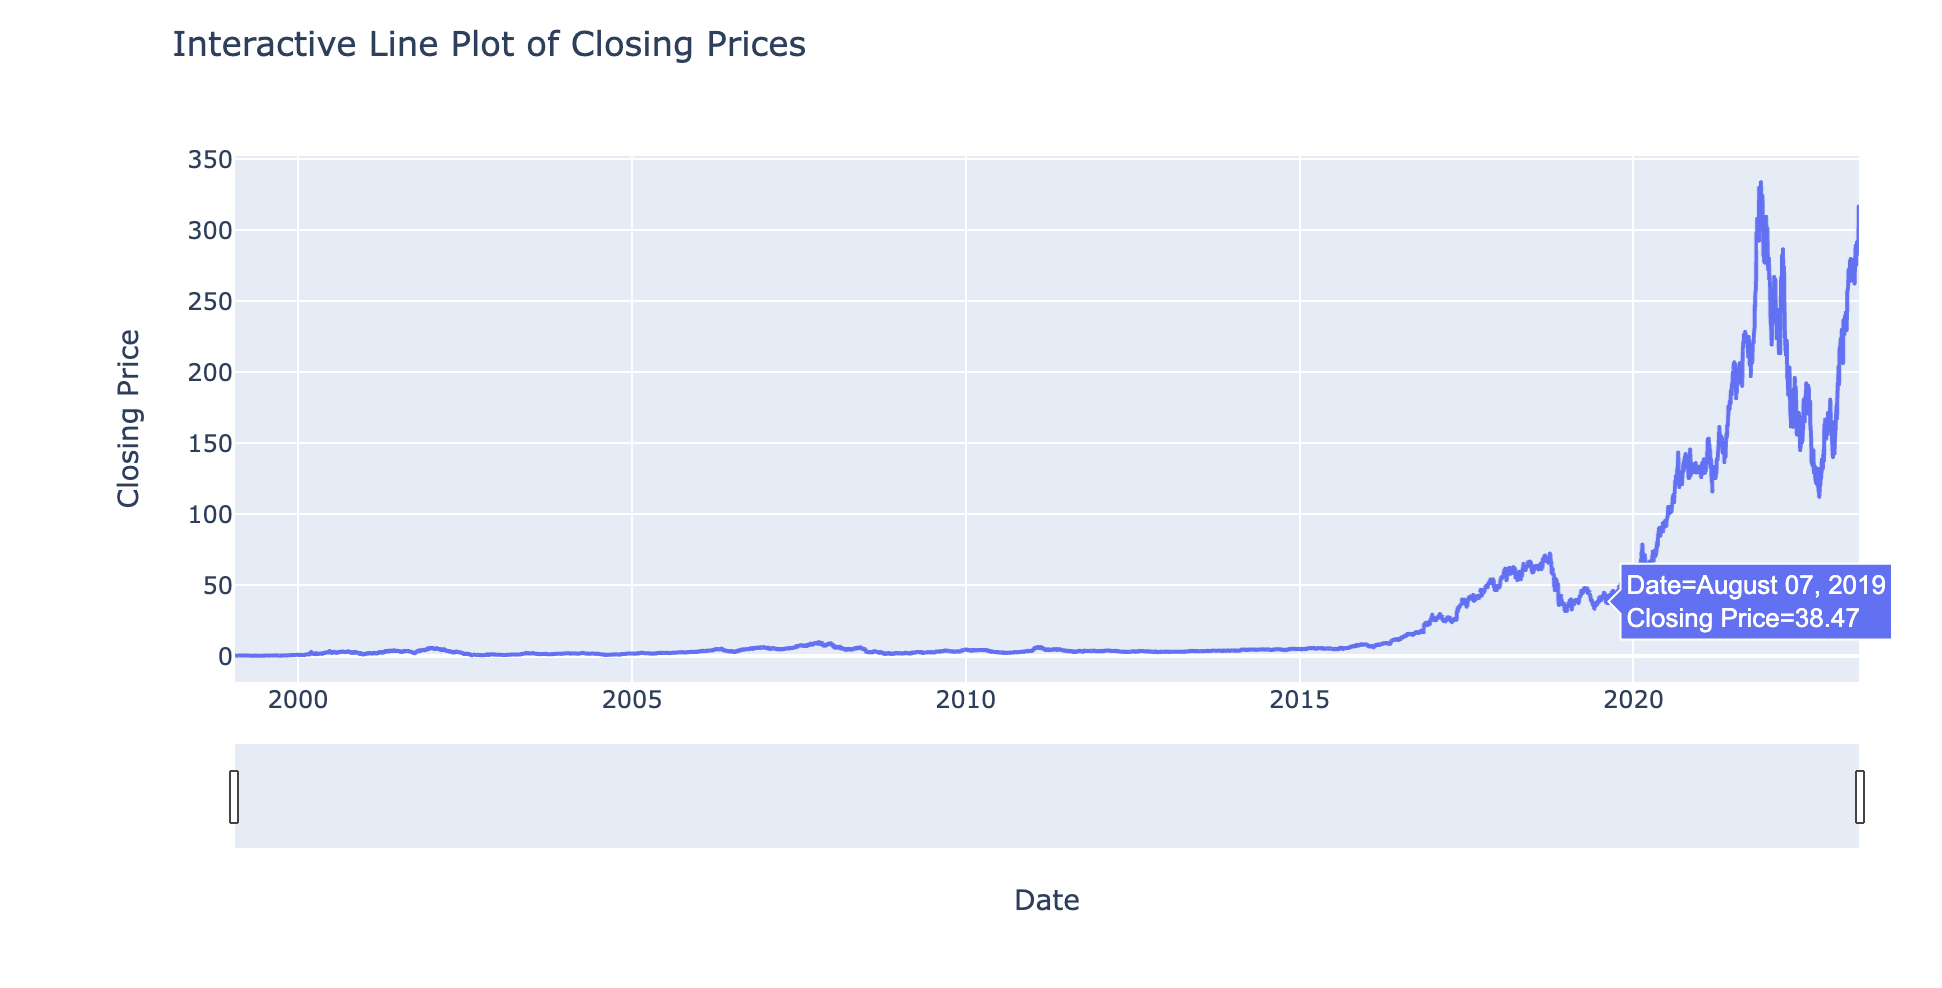 Interactive Line Plot of Closing Prices
350
300
250
200
150
100
50
0
Closing Price
Date=August 07, 2019
Closing Price=38.47
2000 2005 2010 2015 2020
Date